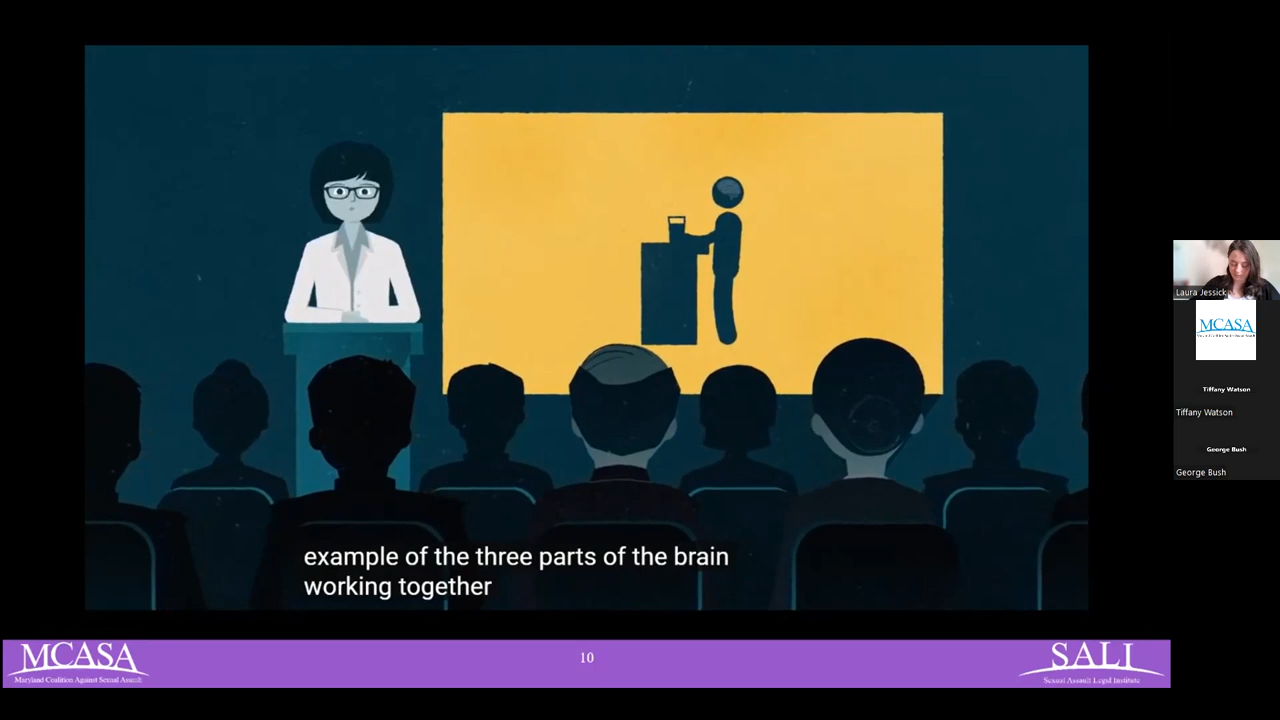 example of the three parts of the brain
working together
MCASA
Maryland Coalition Against Sexual Assault
10
SALI
Sexual Assault Legal Institute
Laura Jessick
MCASA
Tiffany Watson
Tiffany Watson
George Bush
George Bush